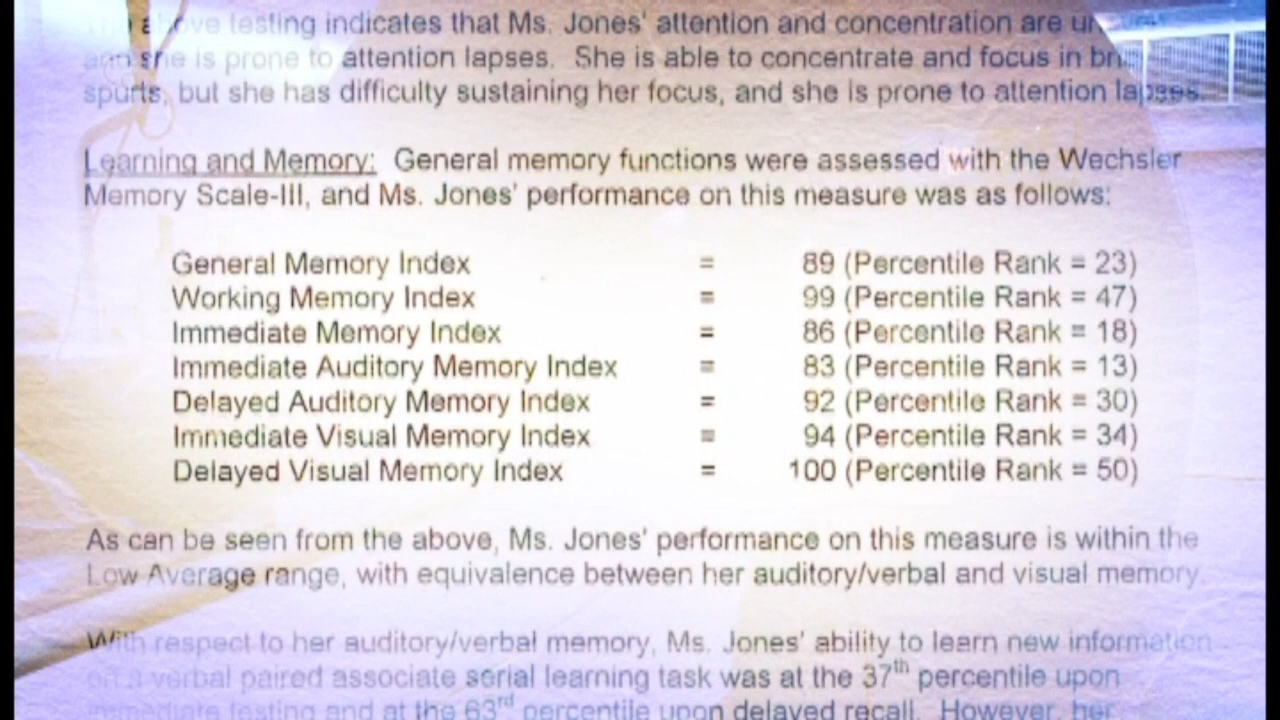 The above testing indicates that Ms. Jones' attention and concentration are
and she is prone to attention lapses. She is able to concentrate and focus in
spurts, but she has difficulty sustaining her focus, and she is prone to attention lapses.
Learning and Memory: General memory functions were assessed with the Wechsler
Memory Scale-III, and Ms. Jones' performance on this measure was as follows:
General Memory Index = 89 (Percentile Rank = 23)
Working Memory Index = 99 (Percentile Rank = 47)
Immediate Memory Index = 86 (Percentile Rank = 18)
Immediate Auditory Memory Index = 83 (Percentile Rank = 13)
Delayed Auditory Memory Index = 92 (Percentile Rank = 30)
Immediate Visual Memory Index = 94 (Percentile Rank = 34)
Delayed Visual Memory Index = 100 (Percentile Rank = 50)
As can be seen from the above, Ms. Jones' performance on this measure is within the
Low Average range, with equivalence between her auditory/verbal and visual memory.
With respect to her auditory/verbal memory, Ms. Jones' ability to learn new information
on a verbal paired associate serial learning task was at the 37th percentile upon
immediate testing and at the 63rd percentile upon delayed recall. However, her